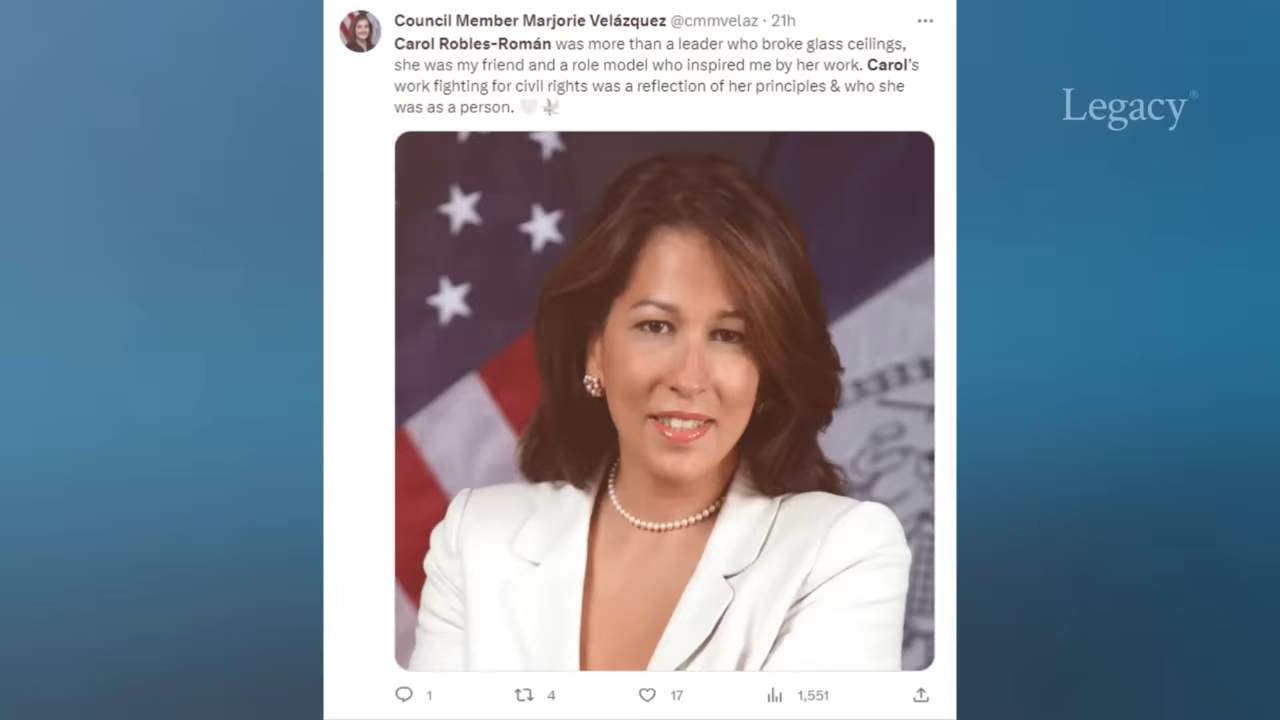 Council Member Marjorie Velázquez @cmmvelaz · 21h
Carol Robles-Román was more than a leader who broke glass ceilings,
she was my friend and a role model who inspired me by her work. Carol's
work fighting for civil rights was a reflection of her principles & who she
was as a person. 🤍🕊
Legacy®
1 4 17 1,551